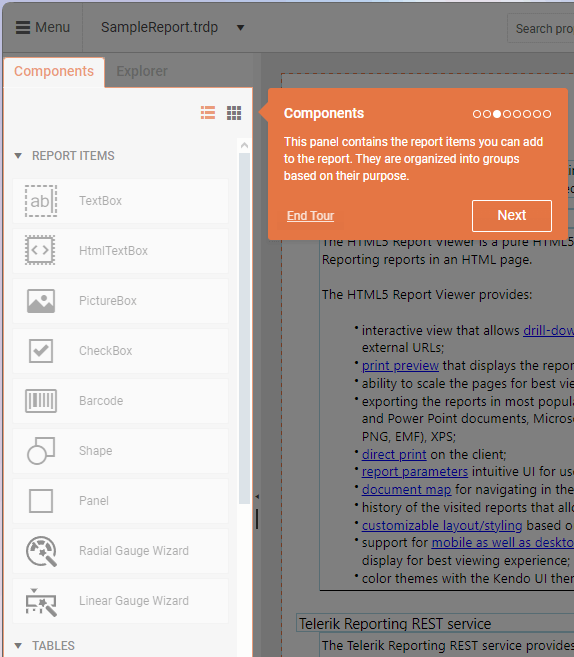 Menu
SampleReport.trdp
Search pro
Components
Explorer
Components
This panel contains the report items you can add
to the report. They are organized into groups
based on their purpose.
End Tour
Next
REPORT ITEMS
ab
TextBox
HtmlTextBox
PictureBox
CheckBox
Barcode
Shape
Panel
Radial Gauge Wizard
Linear Gauge Wizard
TABLES
The HTML5 Report Viewer is a pure HTML5
Reporting reports in an HTML page.
The HTML5 Report Viewer provides:
• interactive view that allows drill-dow
external URLs;
• print preview that displays the repor
• ability to scale the pages for best vie
• exporting the reports in most popula
and Power Point documents, Microso
PNG, EMF), XPS;
• direct print on the client;
• report parameters intuitive UI for use
• document map for navigating in the
• history of the visited reports that allo
• customizable layout/styling based o
• support for mobile as well as deskto
display for best viewing experience;
• color themes with the Kendo UI them
Telerik Reporting REST service
The Telerik Reporting REST service provides